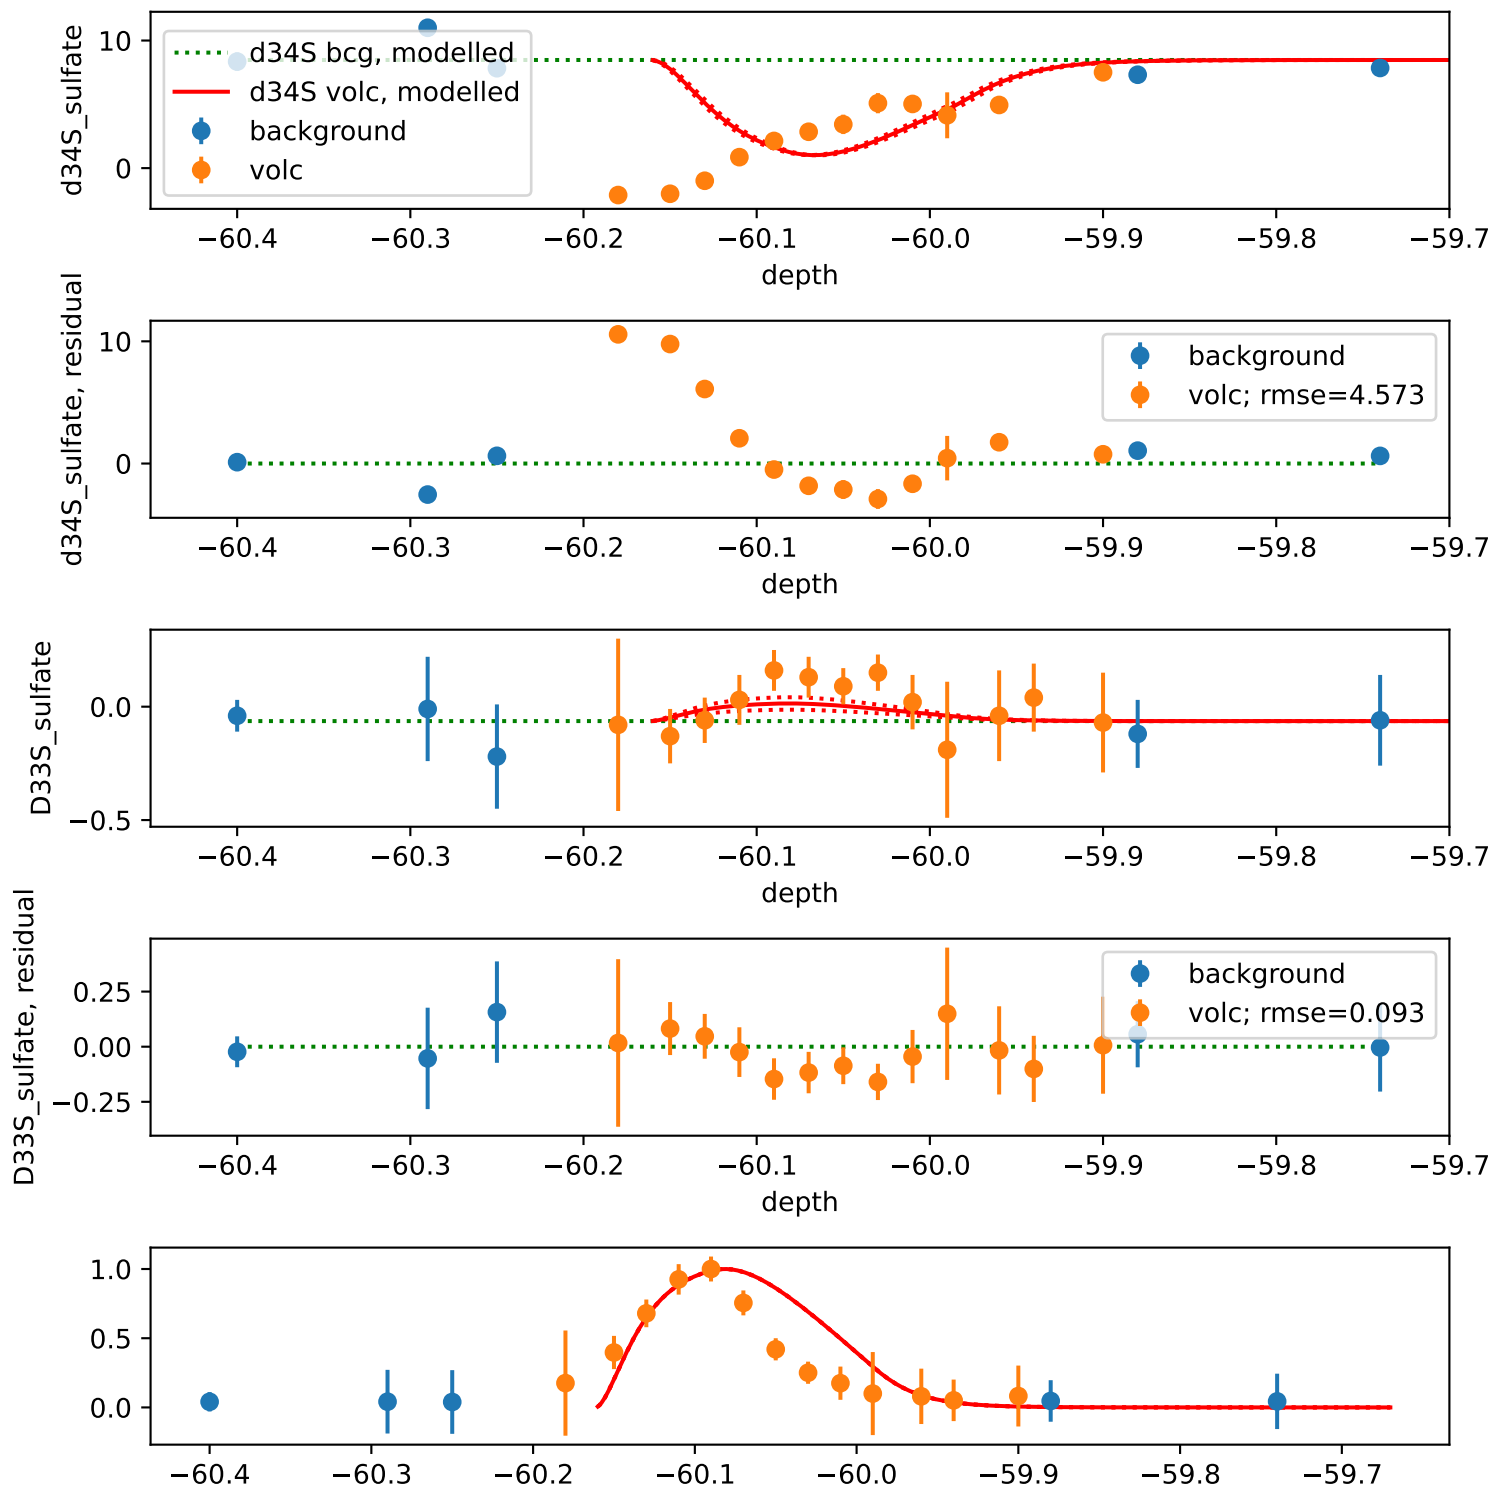 d34S_sulfate
10
0
d34S bcg, modelled
d34S volc, modelled
background
volc
−60.4 −60.3 −60.2 −60.1 −60.0 −59.9 −59.8 −59.7
depth
d34S_sulfate, residual
10
0
background
volc; rmse=4.573
−60.4 −60.3 −60.2 −60.1 −60.0 −59.9 −59.8 −59.7
depth
D33S_sulfate
0.0
−0.5
−60.4 −60.3 −60.2 −60.1 −60.0 −59.9 −59.8 −59.7
depth
D33S_sulfate, residual
0.25
0.00
−0.25
background
volc; rmse=0.093
−60.4 −60.3 −60.2 −60.1 −60.0 −59.9 −59.8 −59.7
depth
1.0
0.5
0.0
−60.4 −60.3 −60.2 −60.1 −60.0 −59.9 −59.8 −59.7